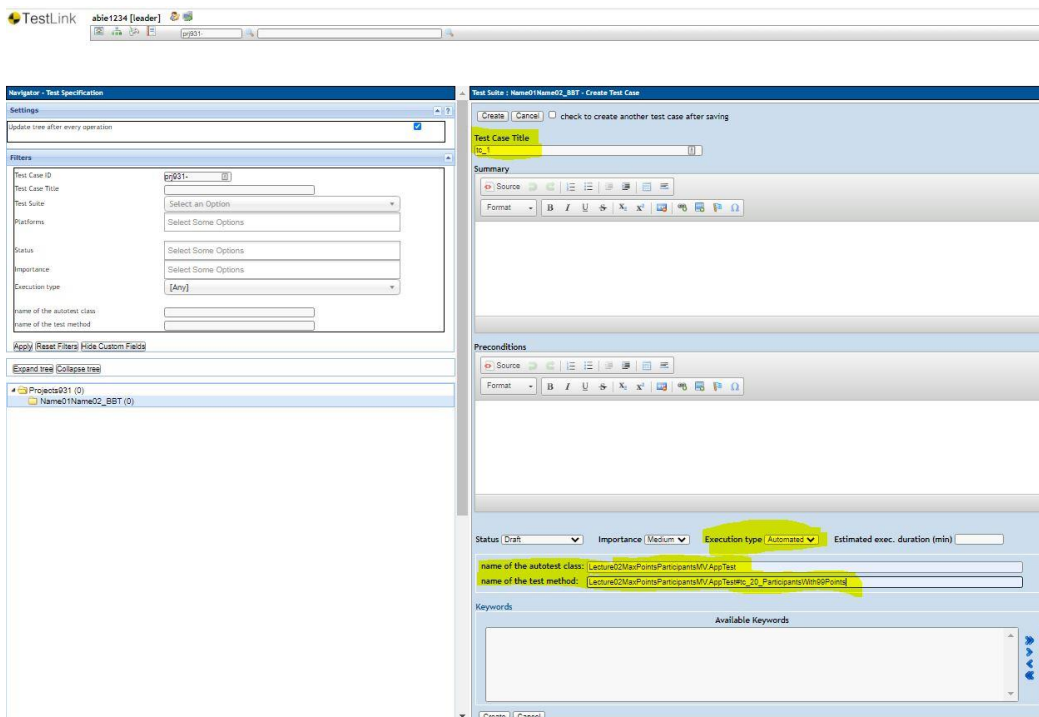 TestLink abie1234 [leader]
prj931-
Navigator - Test Specification
Settings
Update tree after every operation
Filters
Test Case ID prj931-
Test Case Title
Test Suite Select an Option
Platforms Select Some Options
Status Select Some Options
Importance Select Some Options
Execution type [Any]
name of the autotest class
name of the test method
Apply Reset Filters Hide Custom Fields
Expand tree Collapse tree
Projects931 (0)
Name01Name02_BBT (0)
Test Suite : Name01Name02_BBT - Create Test Case
Create Cancel check to create another test case after saving
Test Case Title
tc_1
Summary
Source
Format B I U S X₂ x² Ω
Preconditions
Source
Format B I U S X₂ x² Ω
Status Draft Importance Medium Execution type Automated Estimated exec. duration (min)
name of the autotest class: Lecture02MaxPointsParticipantsMV.AppTest
name of the test method: Lecture02MaxPointsParticipantsMV.AppTest#tc_20_ParticipantsWith99Points
Keywords
Available Keywords
Create Cancel